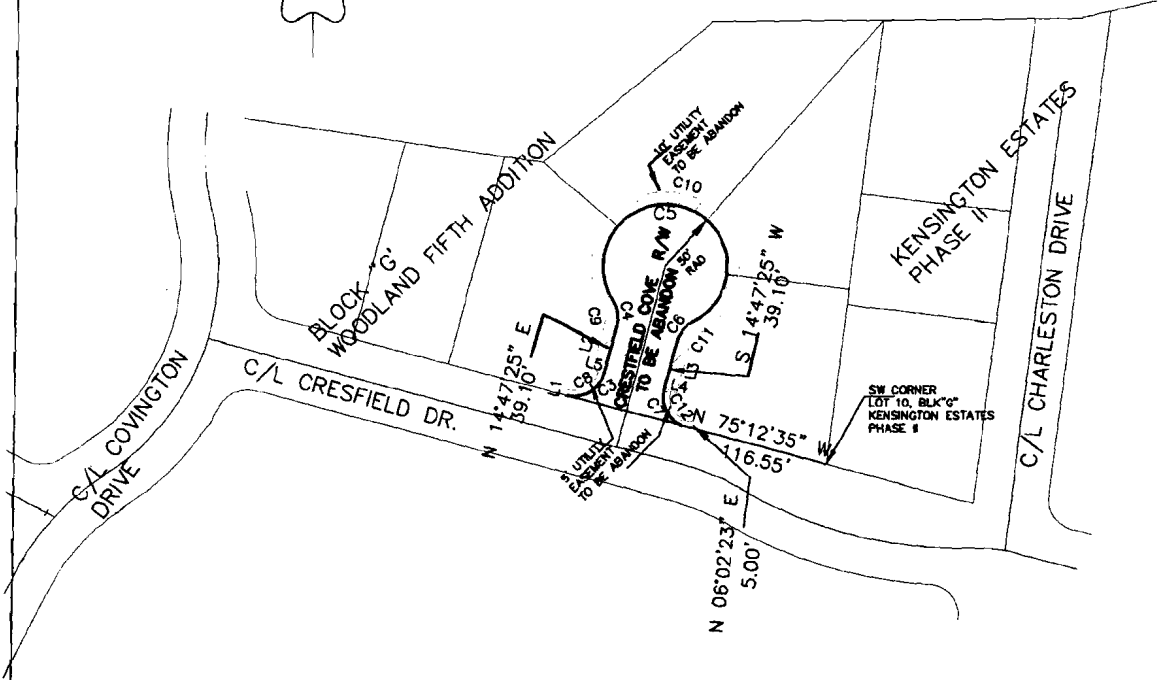 10' UTILITY
EASEMENT
TO BE ABANDON
C10
C5
50'
RAD
CRESTFIELD COVE R/W
TO BE ABANDON
KENSINGTON ESTATES
PHASE II
BLOCK "G'
WOODLAND FIFTH ADDITION
C/L COVINGTON
DRIVE
C/L CRESFIELD DR.
C/L CHARLESTON DRIVE
N 14°47'25" E
39.10'
S 14°47'25" W
39.10'
C9
C4
L2
L5
C8
C3
L1
C6
C11
L3
L4
C12
5' UTILITY
EASEMENT
TO BE ABANDON
N 75°12'35" W
116.55'
SW CORNER
LOT 10, BLK"G"
KENSINGTON ESTATES
PHASE II
N 06°02'23" E
5.00'